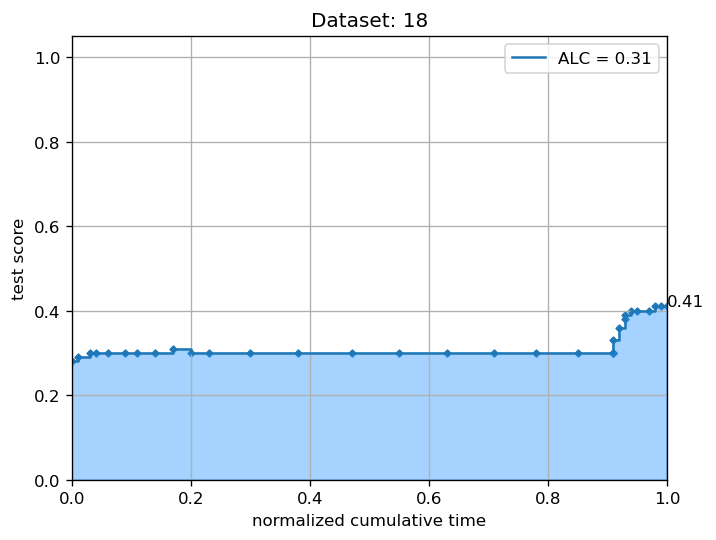 Dataset: 18
ALC = 0.31
1.0
0.8
0.6
0.4
0.2
0.0
test score
0.41
0.0 0.2 0.4 0.6 0.8 1.0
normalized cumulative time